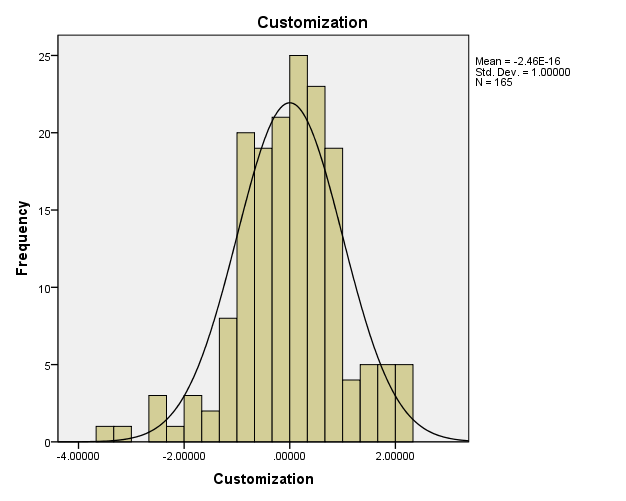 Customization
Mean = -2.46E-16
Std. Dev. = 1.00000
N = 165
25
20
15
10
5
0
Frequency
-4.00000
-2.00000
.00000
2.00000
Customization